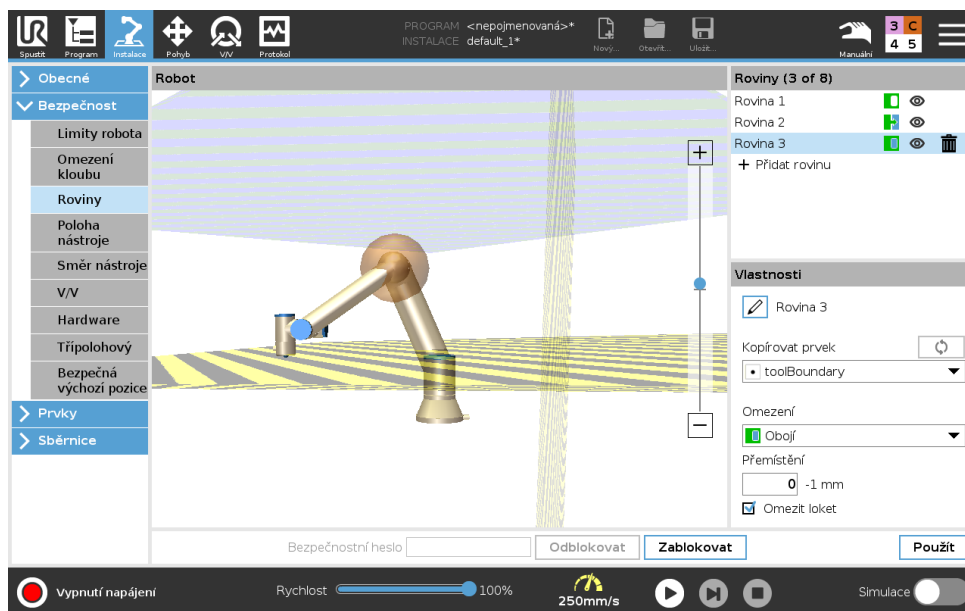 Spustit
Program
Instalace
Pohyb
V/V
Protokol
PROGRAM <nepojmenovaná>*
INSTALACE default_1*
Nový...
Otevřít...
Uložit...
Manuální
3 C
4 5
Obecné
Bezpečnost
Limity robota
Omezení
kloubu
Roviny
Poloha
nástroje
Směr nástroje
V/V
Hardware
Třípolohový
Bezpečná
výchozí pozice
Prvky
Sběrnice
Robot
Roviny (3 of 8)
Rovina 1
Rovina 2
Rovina 3
+ Přidat rovinu
Vlastnosti
Rovina 3
Kopírovat prvek
toolBoundary
Omezení
Obojí
Přemístění
0 -1 mm
Omezit loket
Bezpečnostní heslo
Odblokovat
Zablokovat
Použít
Vypnutí napájení
Rychlost
100%
250mm/s
Simulace